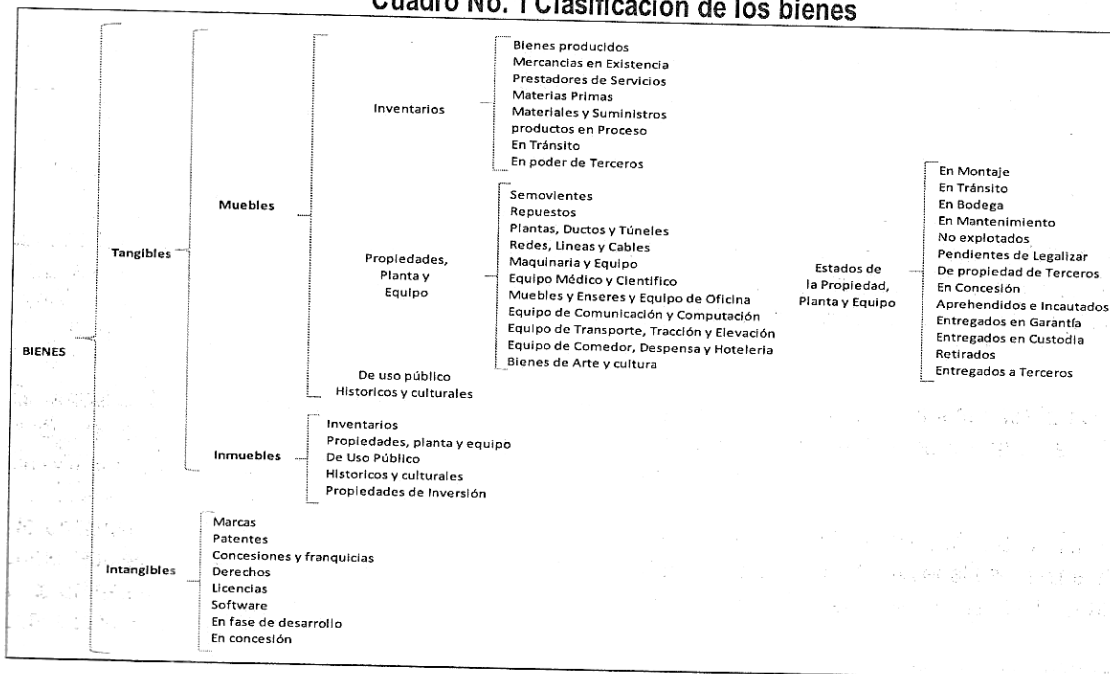 Cuadro No. 1 Clasificación de los bienes
BIENES
Tangibles
Muebles
Inventarios
Bienes producidos
Mercancias en Existencia
Prestadores de Servicios
Materias Primas
Materiales y Suministros
productos en Proceso
En Tránsito
En poder de Terceros
Propiedades,
Planta y
Equipo
Semovientes
Repuestos
Plantas, Ductos y Túneles
Redes, Lineas y Cables
Maquinaria y Equipo
Equipo Médico y Cientifico
Muebles y Enseres y Equipo de Oficina
Equipo de Comunicación y Computación
Equipo de Transporte, Tracción y Elevación
Equipo de Comedor, Despensa y Hoteleria
Bienes de Arte y cultura
Estados de
la Propiedad,
Planta y Equipo
En Montaje
En Tránsito
En Bodega
En Mantenimiento
No explotados
Pendientes de Legalizar
De propiedad de Terceros
En Concesión
Aprehendidos e Incautados
Entregados en Garantía
Entregados en Custodia
Retirados
Entregados a Terceros
De uso público
Historicos y culturales
Inmuebles
Inventarios
Propiedades, planta y equipo
De Uso Público
Historicos y culturales
Propiedades de Inversión
Intangibles
Marcas
Patentes
Concesiones y franquicias
Derechos
Licencias
Software
En fase de desarrollo
En concesión